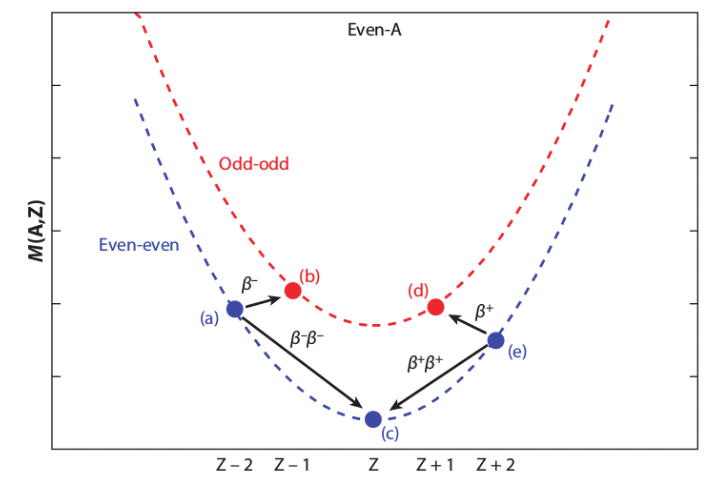 Even-A
Odd-odd
Even-even
M(A,Z)
β⁻
(b)
(a)
β⁻β⁻
(d)
β⁺
(e)
β⁺β⁺
(c)
Z – 2 Z – 1 Z Z + 1 Z + 2